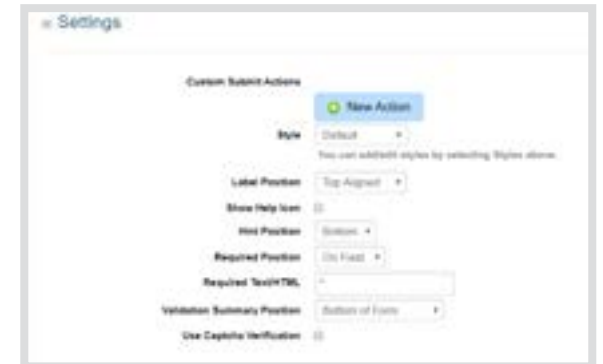 Settings
Custom Submit Actions
New Action
Style Default
You can add/edit styles by selecting Styles above.
Label Position Top Aligned
Show Help Icon
Hint Position Bottom
Required Position On Field
Required Text/HTML *
Validation Summary Position Bottom of Form
Use Captcha Verification